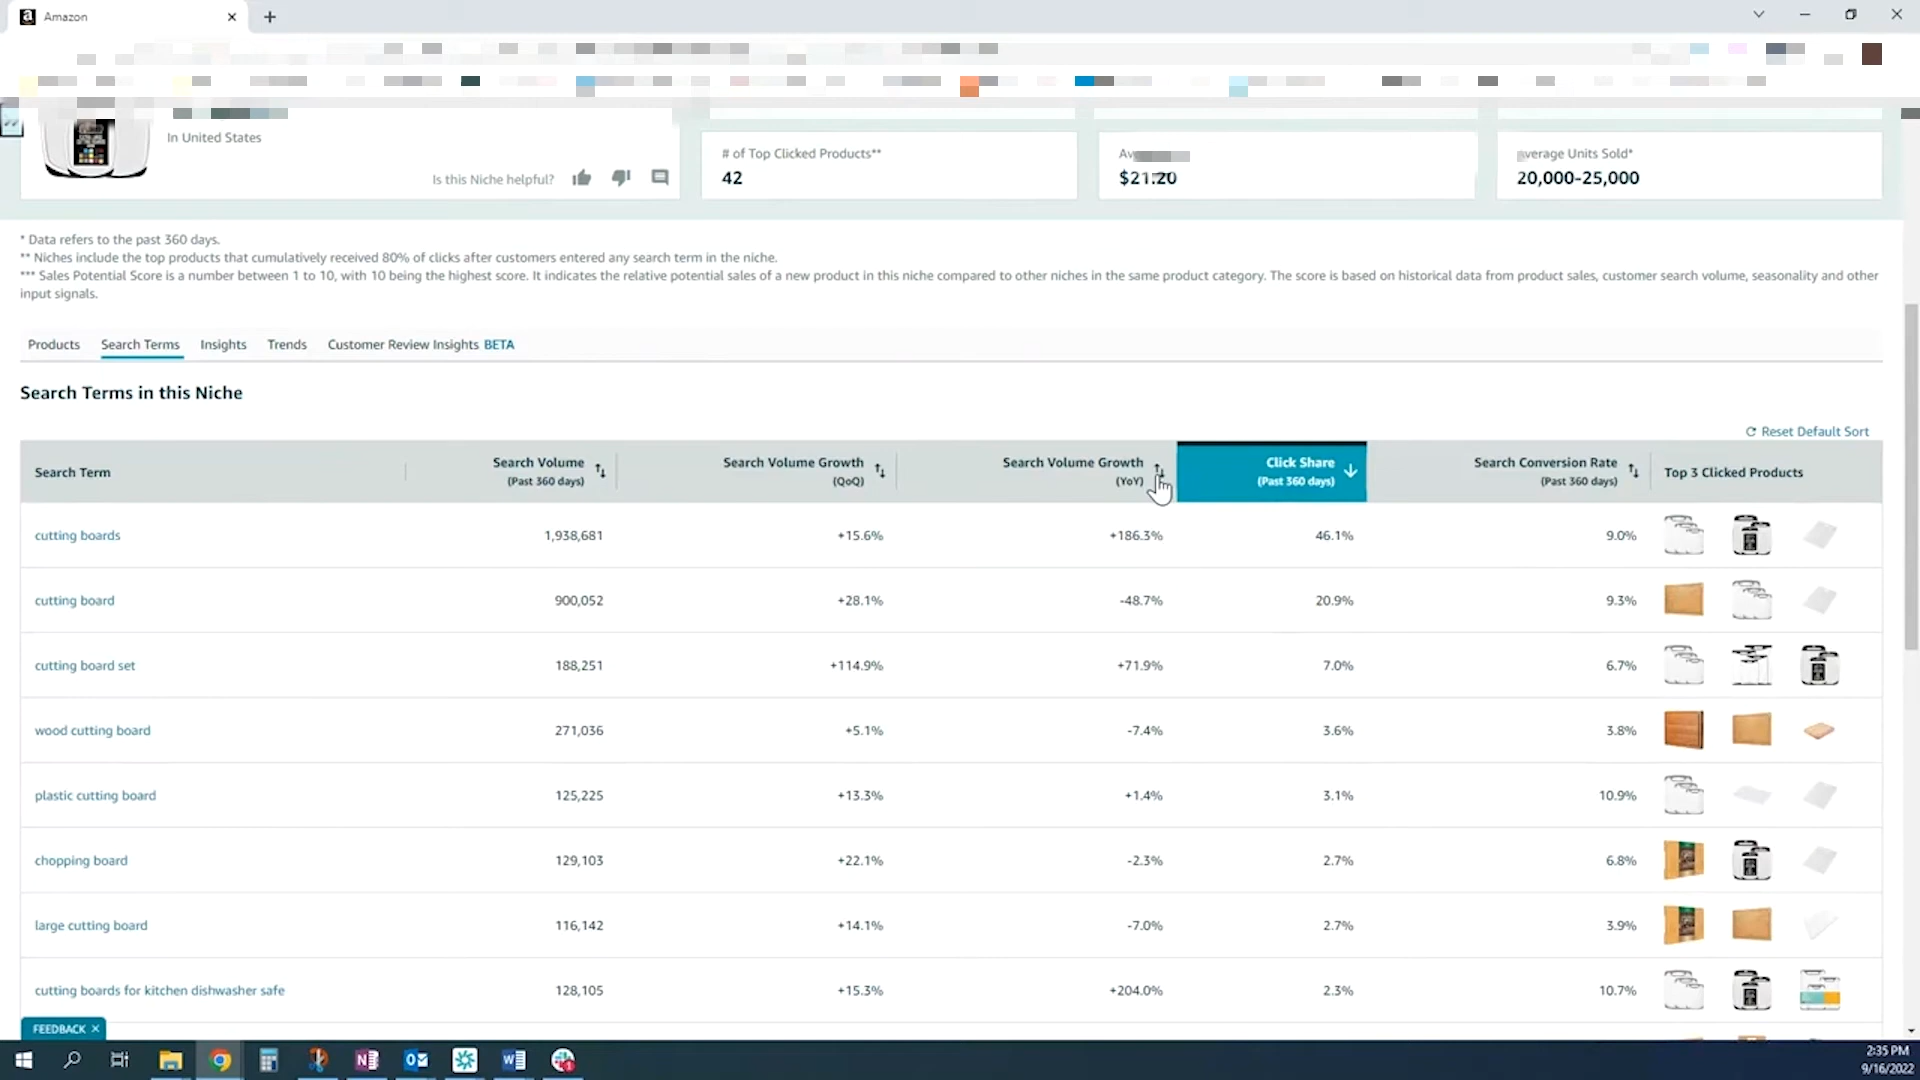 Amazon
In United States
Is this Niche helpful?
# of Top Clicked Products**
42
$21.20
Average Units Sold*
20,000-25,000
* Data refers to the past 360 days.
** Niches include the top products that cumulatively received 80% of clicks after customers entered any search term in the niche.
*** Sales Potential Score is a number between 1 to 10, with 10 being the highest score. It indicates the relative potential sales of a new product in this niche compared to other niches in the same product category. The score is based on historical data from product sales, customer search volume, seasonality and other
input signals.
Products Search Terms Insights Trends Customer Review Insights BETA
Search Terms in this Niche
Reset Default Sort
Search Term Search Volume (Past 360 days) Search Volume Growth (QoQ) Search Volume Growth (YoY) Click Share (Past 360 days) Search Conversion Rate (Past 360 days) Top 3 Clicked Products
cutting boards 1,938,681 +15.6% +186.3% 46.1% 9.0%
cutting board 900,052 +28.1% -48.7% 20.9% 9.3%
cutting board set 188,251 +114.9% +71.9% 7.0% 6.7%
wood cutting board 271,036 +5.1% -7.4% 3.6% 3.8%
plastic cutting board 125,225 +13.3% +1.4% 3.1% 10.9%
chopping board 129,103 +22.1% -2.3% 2.7% 6.8%
large cutting board 116,142 +14.1% -7.0% 2.7% 3.9%
cutting boards for kitchen dishwasher safe 128,105 +15.3% +204.0% 2.3% 10.7%
FEEDBACK
2:35 PM
9/16/2022